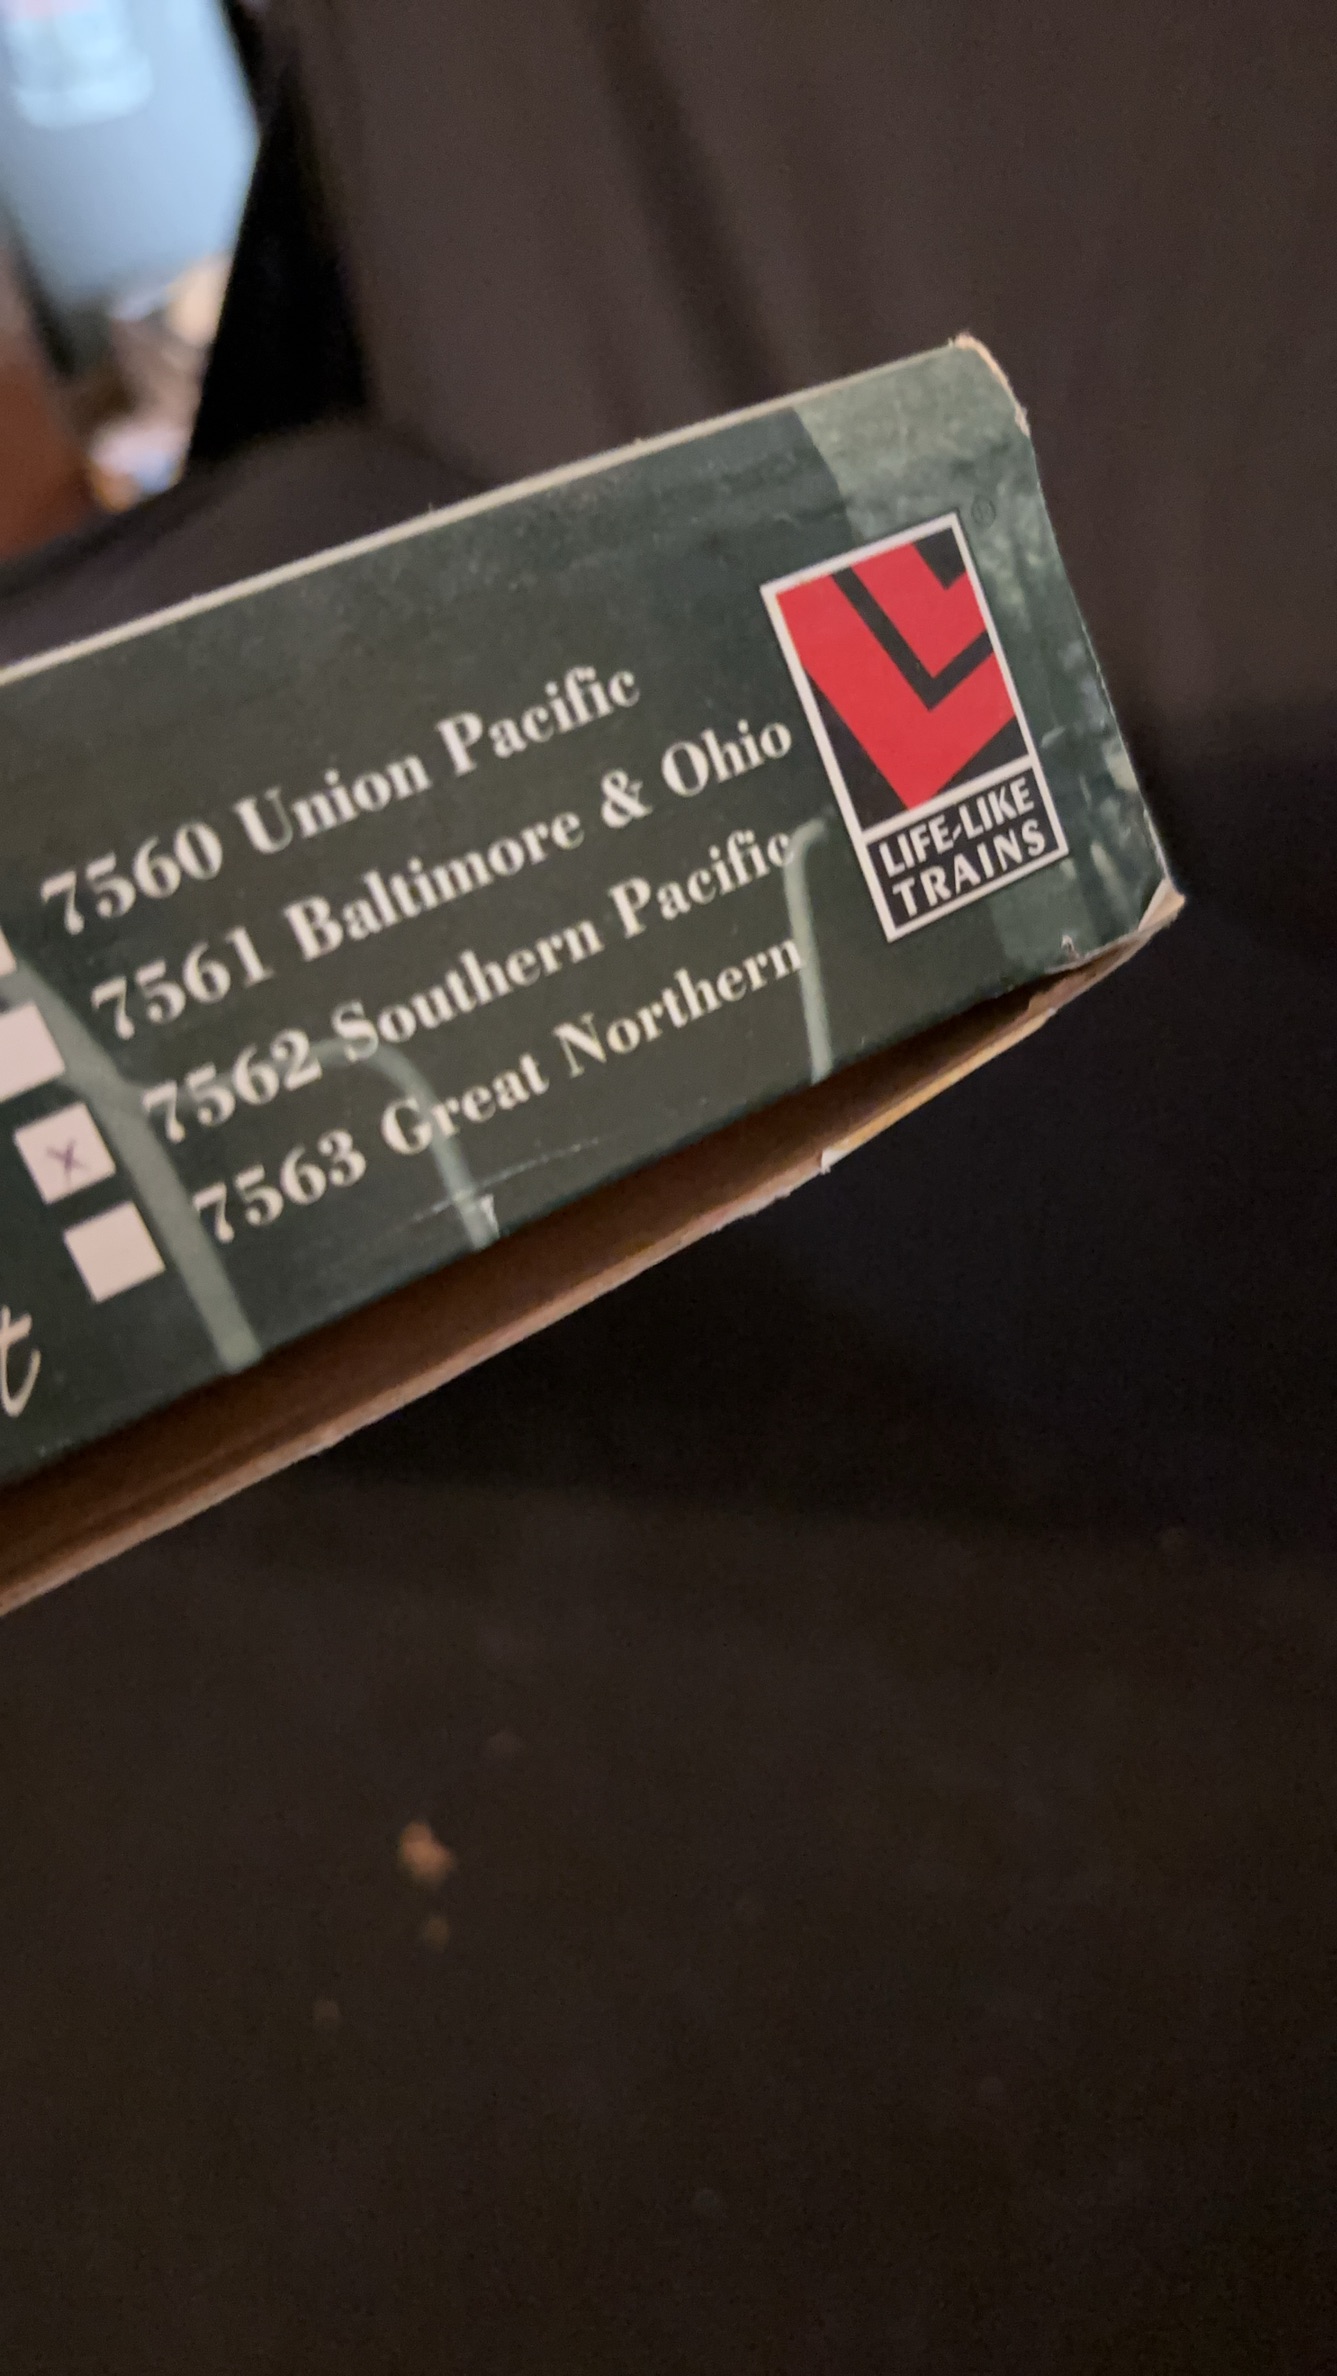 7560 Union Pacific
7561 Baltimore & Ohio
x 7562 Southern Pacific
7563 Great Northern
t
®
LIFE-LIKE
TRAINS